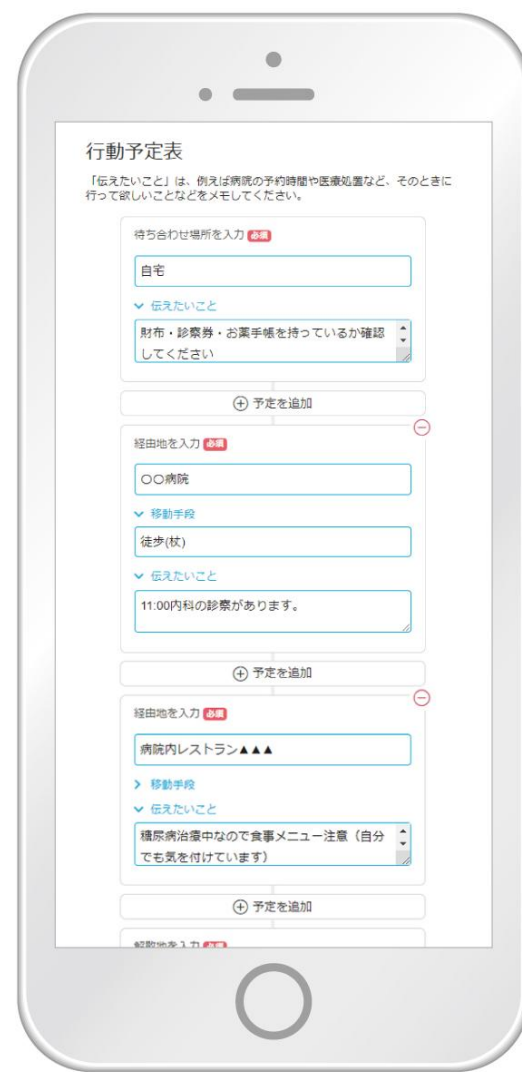 行動予定表
「伝えたいこと」は、例えば病院の予約時間や医療処置など、そのときに
行って欲しいことなどをメモしてください。
待ち合わせ場所を入力 必須
自宅
伝えたいこと
財布・診察券・お薬手帳を持っているか確認
してください
予定を追加
経由地を入力 必須
〇〇病院
移動手段
徒歩(杖)
伝えたいこと
11:00内科の診察があります。
予定を追加
経由地を入力 必須
病院内レストラン▲▲▲
移動手段
伝えたいこと
糖尿病治療中なので食事メニュー注意（自分
でも気を付けています）
予定を追加
解散地を入力 必須